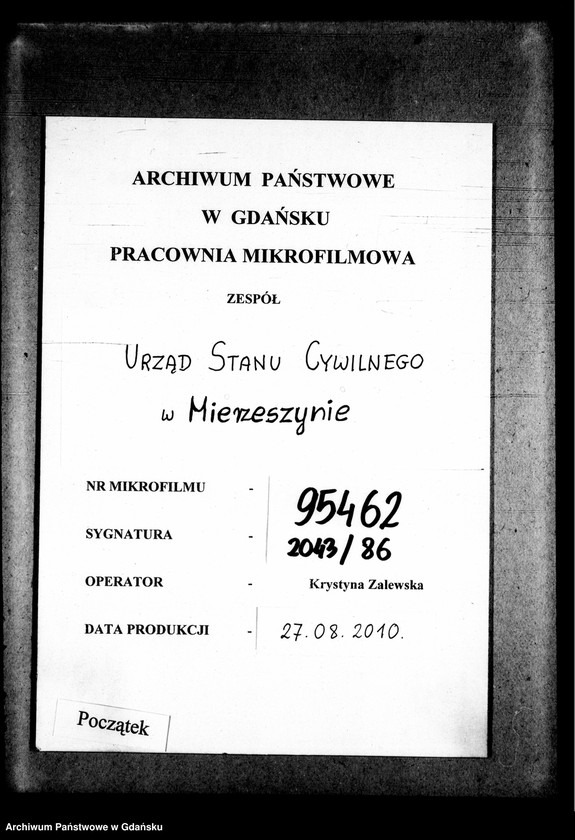 ARCHIWUM PAŃSTWOWE
W GDAŃSKU
PRACOWNIA MIKROFILMOWA
ZESPÓŁ
URZĄD STANU CYWILNEGO
w Mierzeszynie
NR MIKROFILMU - 95462
SYGNATURA - 2043/86
OPERATOR - Krystyna Zalewska
DATA PRODUKCJI - 27.08.2010.
Początek
Archiwum Państwowe w Gdańsku